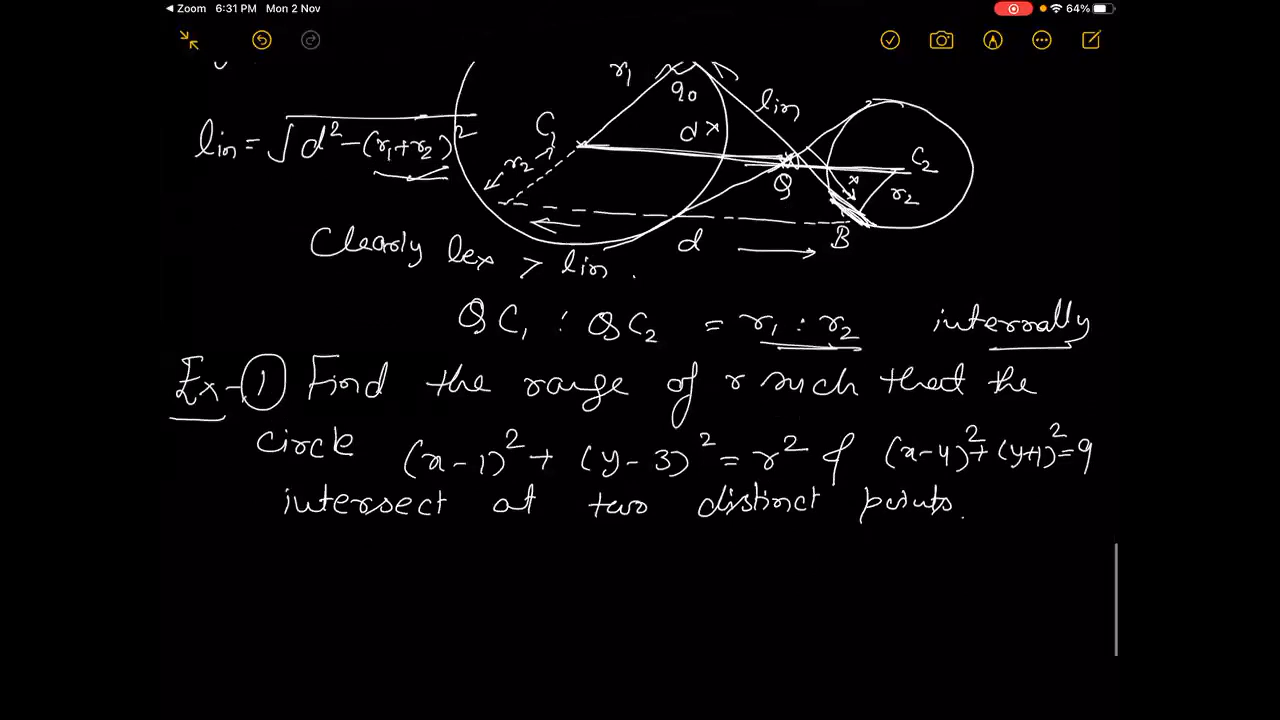 Zoom 6:31 PM Mon 2 Nov 64%
r₁ 90 lin
lin = √d² - (r₁+r₂)² C₁ r₂ d x Q x C₂ r₂
d B
Clearly lex > lin .
QC₁ : QC₂ = r₁ : r₂ internally
Ex-① Find the range of r such that the
circle (x-1)² + (y-3)² = r² & (x-4)²+(y+1)²=9
intersect at two distinct points.